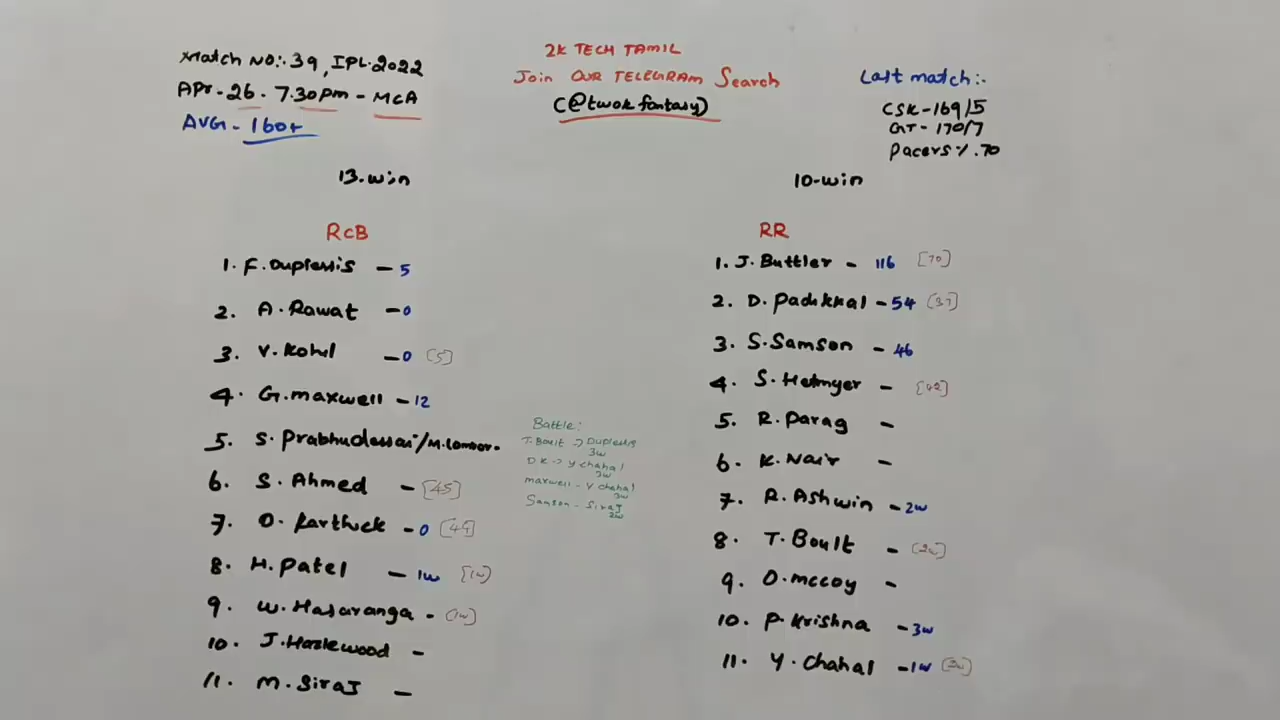 Match NO:. 39, IPL.2022
APr. 26. 7.30pm - MCA
AVG. 160+
2K TECH TAMIL
Join OUR TELEGRAM Search
(@twok fantasy)
Last match:-
CSK-169/5
GT - 170/7
Pacers %. 70
13.win
10-win
RCB
1. F. Duplessis - 5
2. A. Rawat - 0
3. V. Kohli - 0 [5]
4. G. maxwell - 12
5. S. Prabhudessai/M.Lomror.
6. S. Ahmed - [45]
7. D. Karthick - 0 [44]
8. H. Patel - 1w [1w]
9. W. Hasaranga - [1w]
10. J. Hazlewood -
11. M. Siraj -
Battle:
T. Boult -> Duplessis
3w
DK -> Y chahal
3w
maxwell - Y chahal
3w
Samson - Siraj
2w
RR
1. J. Buttler - 116 [70]
2. D. Padikkal - 54 [37]
3. S. Samson - 46
4. S. Hetmyer - [42]
5. R. Parag -
6. K. Nair -
7. R. Ashwin - 2w
8. T. Boult - [2w]
9. O. mccoy -
10. P. Krishna - 3w
11. Y. Chahal - 1w [2w]